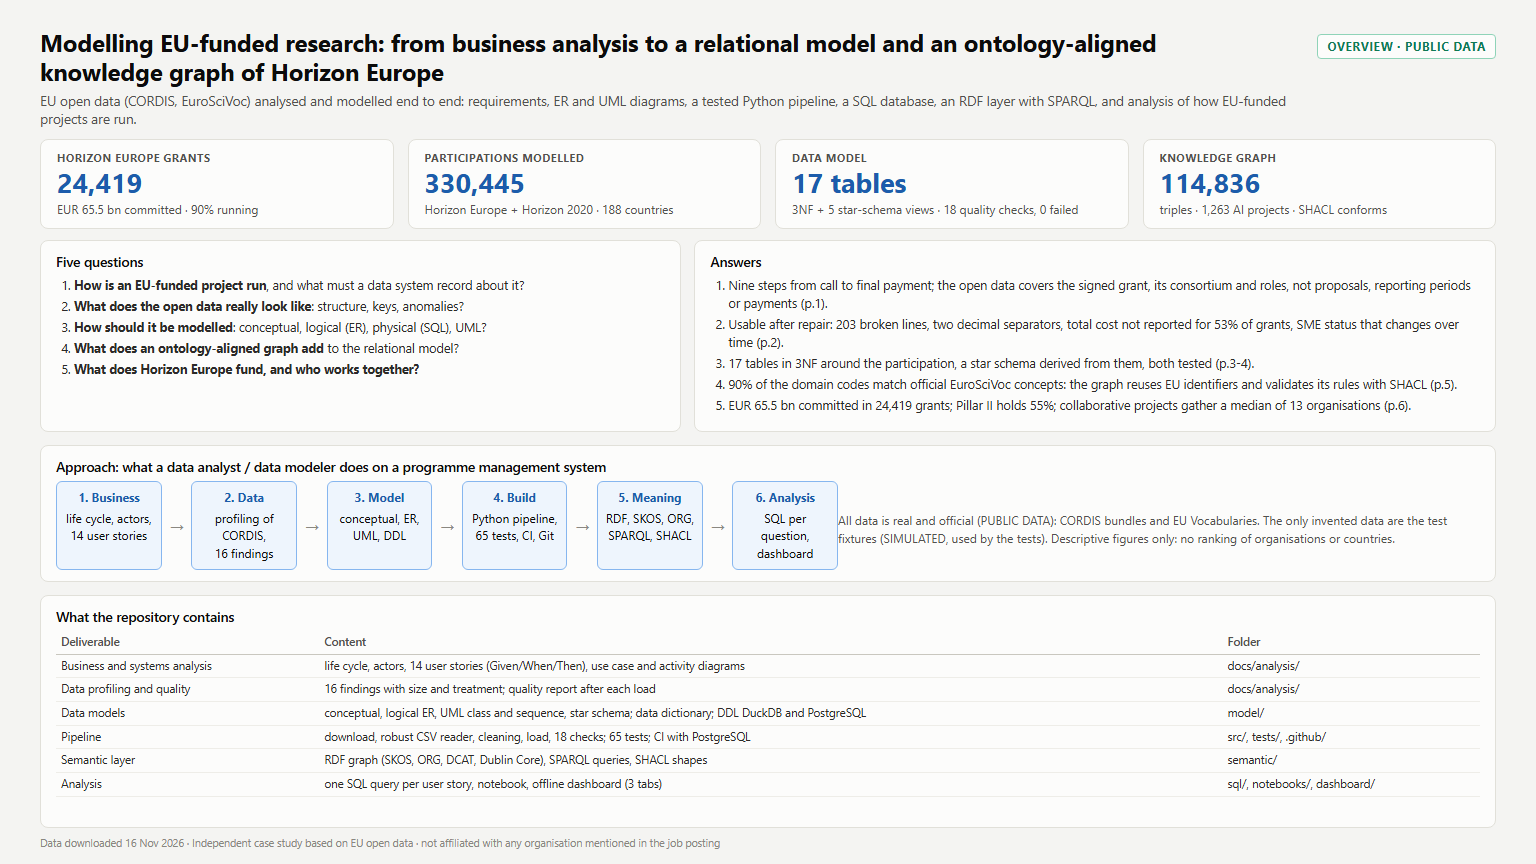 Modelling EU-funded research: from business analysis to a relational model and an ontology-aligned
knowledge graph of Horizon Europe
OVERVIEW · PUBLIC DATA
EU open data (CORDIS, EuroSciVoc) analysed and modelled end to end: requirements, ER and UML diagrams, a tested Python pipeline, a SQL database, an RDF layer with SPARQL, and analysis of how EU-funded
projects are run.
HORIZON EUROPE GRANTS
24,419
EUR 65.5 bn committed · 90% running
PARTICIPATIONS MODELLED
330,445
Horizon Europe + Horizon 2020 · 188 countries
DATA MODEL
17 tables
3NF + 5 star-schema views · 18 quality checks, 0 failed
KNOWLEDGE GRAPH
114,836
triples · 1,263 AI projects · SHACL conforms
Five questions
1. How is an EU-funded project run, and what must a data system record about it?
2. What does the open data really look like: structure, keys, anomalies?
3. How should it be modelled: conceptual, logical (ER), physical (SQL), UML?
4. What does an ontology-aligned graph add to the relational model?
5. What does Horizon Europe fund, and who works together?
Answers
1. Nine steps from call to final payment; the open data covers the signed grant, its consortium and roles, not proposals, reporting periods
or payments (p.1).
2. Usable after repair: 203 broken lines, two decimal separators, total cost not reported for 53% of grants, SME status that changes over
time (p.2).
3. 17 tables in 3NF around the participation, a star schema derived from them, both tested (p.3-4).
4. 90% of the domain codes match official EuroSciVoc concepts: the graph reuses EU identifiers and validates its rules with SHACL (p.5).
5. EUR 65.5 bn committed in 24,419 grants; Pillar II holds 55%; collaborative projects gather a median of 13 organisations (p.6).
Approach: what a data analyst / data modeler does on a programme management system
1. Business
life cycle, actors,
14 user stories
→
2. Data
profiling of
CORDIS,
16 findings
→
3. Model
conceptual, ER,
UML, DDL
→
4. Build
Python pipeline,
65 tests, CI, Git
→
5. Meaning
RDF, SKOS, ORG,
SPARQL, SHACL
→
6. Analysis
SQL per
question,
dashboard
All data is real and official (PUBLIC DATA): CORDIS bundles and EU Vocabularies. The only invented data are the test
fixtures (SIMULATED, used by the tests). Descriptive figures only: no ranking of organisations or countries.
What the repository contains
Deliverable Content Folder
Business and systems analysis life cycle, actors, 14 user stories (Given/When/Then), use case and activity diagrams docs/analysis/
Data profiling and quality 16 findings with size and treatment; quality report after each load docs/analysis/
Data models conceptual, logical ER, UML class and sequence, star schema; data dictionary; DDL DuckDB and PostgreSQL model/
Pipeline download, robust CSV reader, cleaning, load, 18 checks; 65 tests; CI with PostgreSQL src/, tests/, .github/
Semantic layer RDF graph (SKOS, ORG, DCAT, Dublin Core), SPARQL queries, SHACL shapes semantic/
Analysis one SQL query per user story, notebook, offline dashboard (3 tabs) sql/, notebooks/, dashboard/
Data downloaded 16 Nov 2026 · Independent case study based on EU open data · not affiliated with any organisation mentioned in the job posting